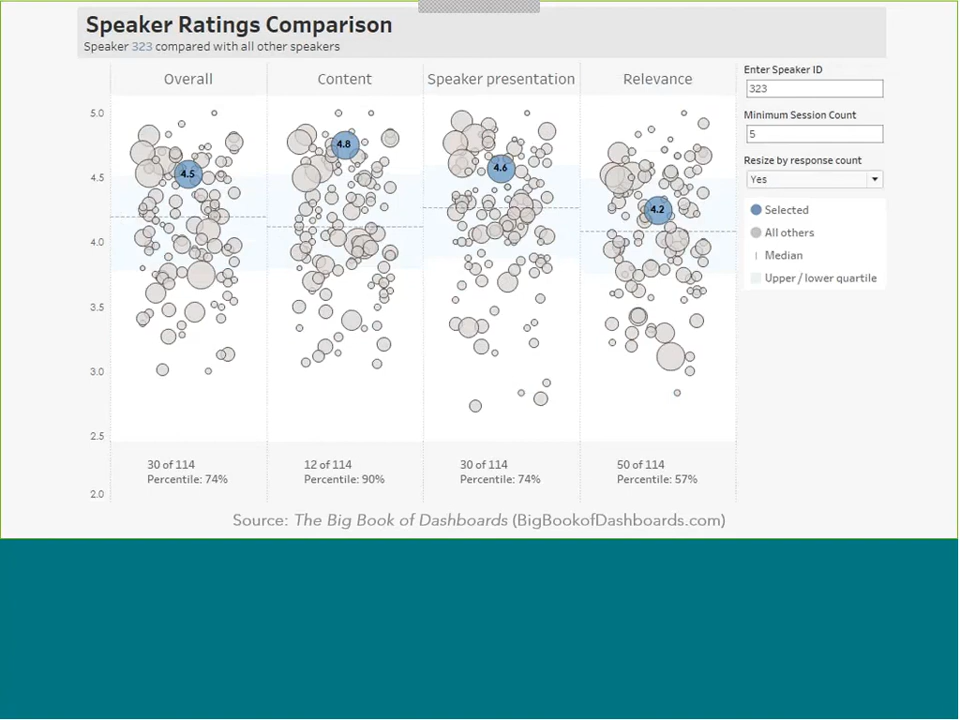 Speaker Ratings Comparison
Speaker 323 compared with all other speakers
Overall
Content
Speaker presentation
Relevance
5.0
4.5
4.0
3.5
3.0
2.5
2.0
4.5
4.8
4.6
4.2
30 of 114
Percentile: 74%
12 of 114
Percentile: 90%
30 of 114
Percentile: 74%
50 of 114
Percentile: 57%
Enter Speaker ID
323
Minimum Session Count
5
Resize by response count
Yes
Selected
All others
Median
Upper / lower quartile
Source: The Big Book of Dashboards (BigBookofDashboards.com)